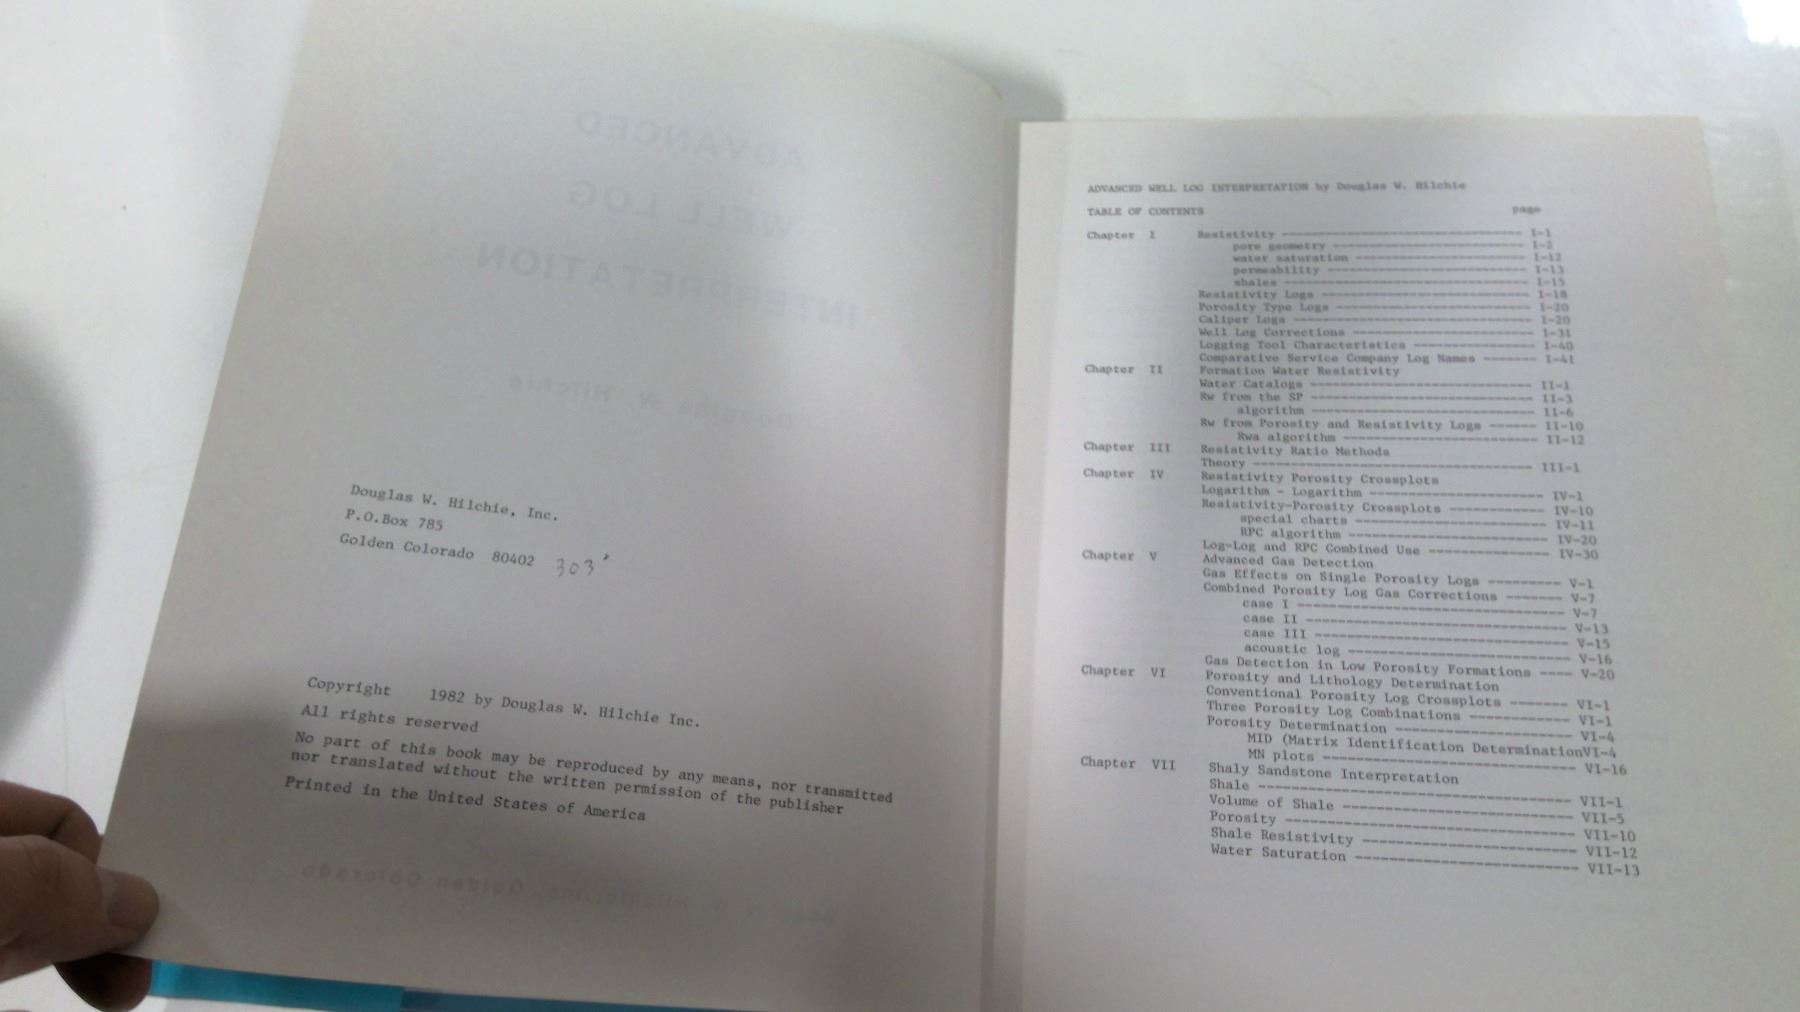 ADVANCED
WELL LOG
INTERPRETATION
Douglas W. Hilchie
Douglas W. Hilchie, Inc.
P.O.Box 785
Golden Colorado 80402 303
Copyright 1982 by Douglas W. Hilchie Inc.
All rights reserved
No part of this book may be reproduced by any means, nor transmitted
nor translated without the written permission of the publisher
Printed in the United States of America
Douglas W. Hilchie, Inc. Golden Colorado
ADVANCED WELL LOG INTERPRETATION by Douglas W. Hilchie
TABLE OF CONTENTS page
Chapter I Resistivity ---- I-1
pore geometry ---- I-2
water saturation ---- I-12
permeability ---- I-13
shales ---- I-15
Resistivity Logs ---- I-18
Porosity Type Logs ---- I-20
Caliper Logs ---- I-20
Well Log Corrections ---- I-31
Logging Tool Characteristics ---- I-40
Comparative Service Company Log Names ---- I-41
Chapter II Formation Water Resistivity
Water Catalogs ---- II-1
Rw from the SP ---- II-3
algorithm ---- II-6
Rw from Porosity and Resistivity Logs ---- II-10
Rwa algorithm ---- II-12
Chapter III Resistivity Ratio Methods
Theory ---- III-1
Chapter IV Resistivity Porosity Crossplots
Logarithm - Logarithm ---- IV-1
Resistivity-Porosity Crossplots ---- IV-10
special charts ---- IV-11
RPC algorithm ---- IV-20
Log-Log and RPC Combined Use ---- IV-30
Chapter V Advanced Gas Detection
Gas Effects on Single Porosity Logs ---- V-1
Combined Porosity Log Gas Corrections ---- V-7
case I ---- V-7
case II ---- V-13
case III ---- V-15
acoustic log ---- V-16
Gas Detection in Low Porosity Formations ---- V-20
Chapter VI Porosity and Lithology Determination
Conventional Porosity Log Crossplots ---- VI-1
Three Porosity Log Combinations ---- VI-1
Porosity Determination ---- VI-4
MID (Matrix Identification DeterminationVI-4
MN plots ---- VI-16
Chapter VII Shaly Sandstone Interpretation
Shale ---- VII-1
Volume of Shale ---- VII-5
Porosity ---- VII-10
Shale Resistivity ---- VII-12
Water Saturation ---- VII-13